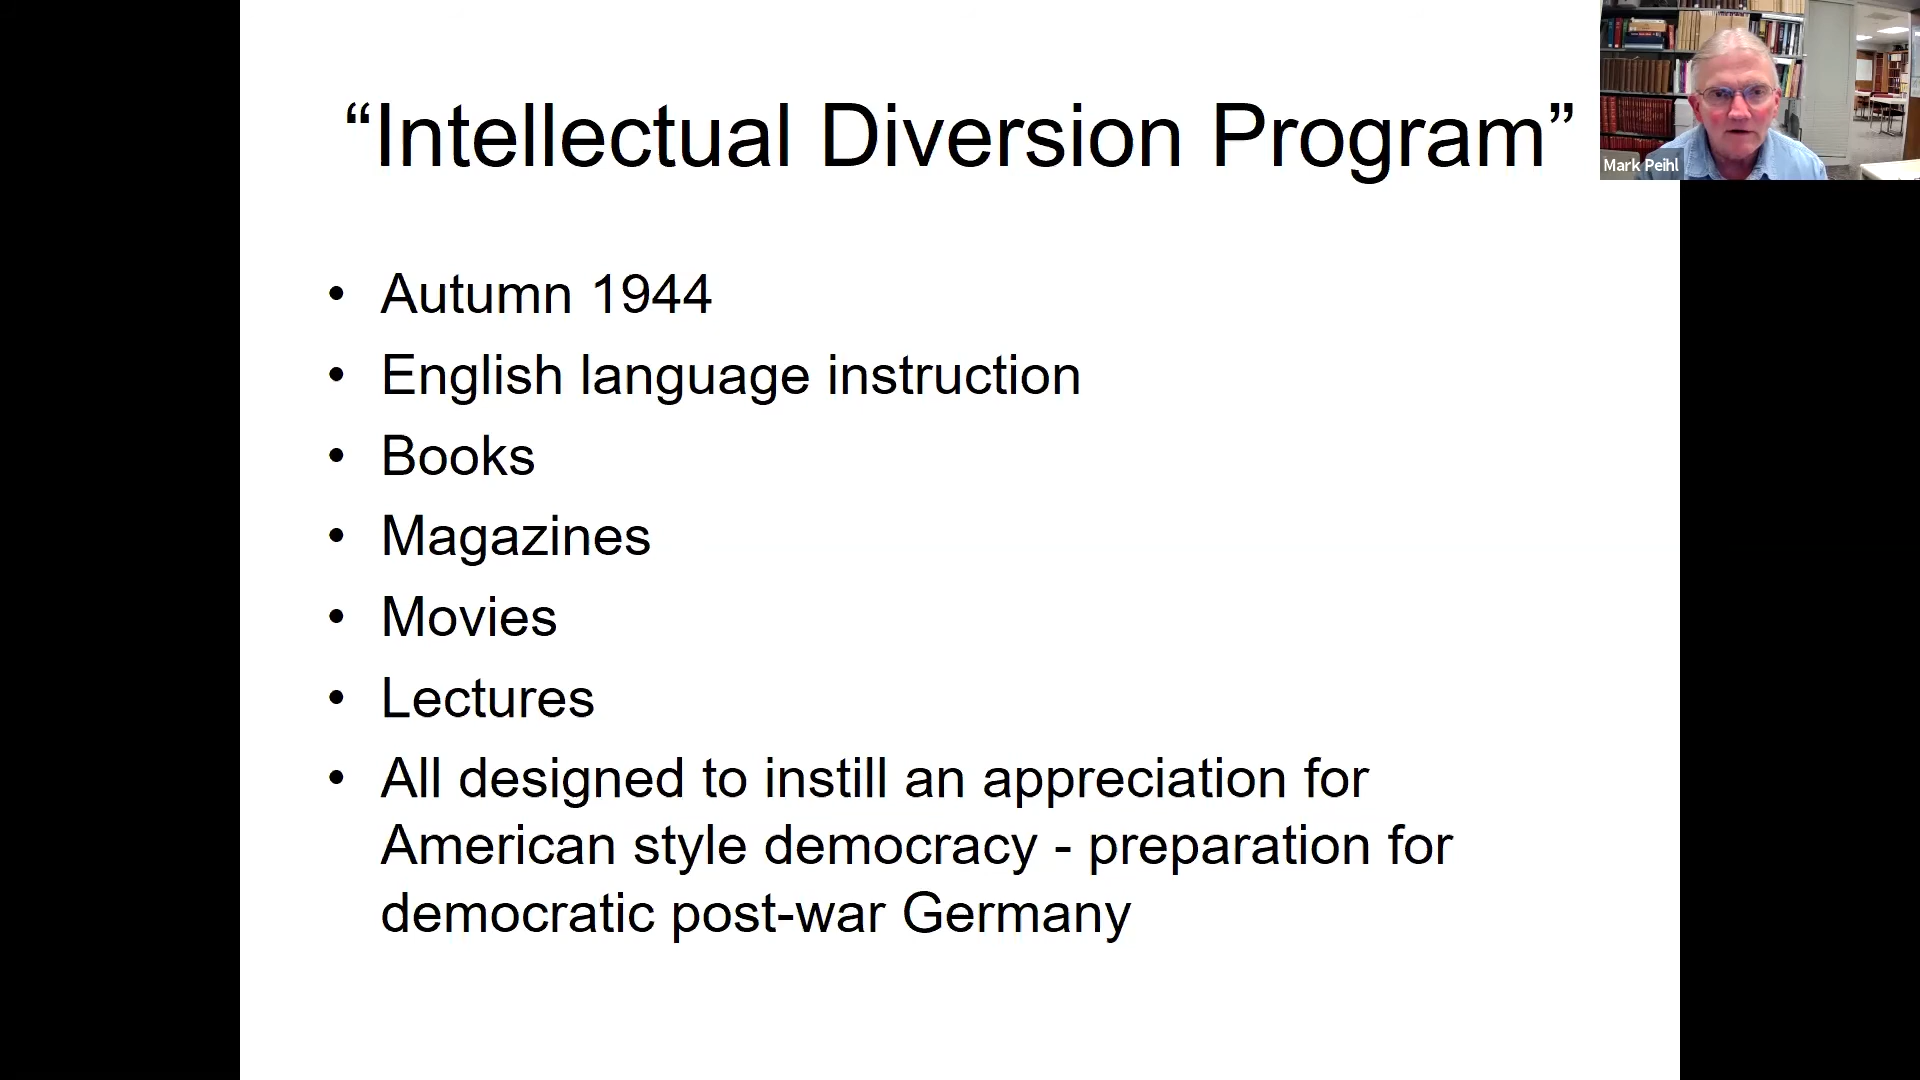 “Intellectual Diversion Program”
Mark Peihl
• Autumn 1944
• English language instruction
• Books
• Magazines
• Movies
• Lectures
• All designed to instill an appreciation for
American style democracy - preparation for
democratic post-war Germany